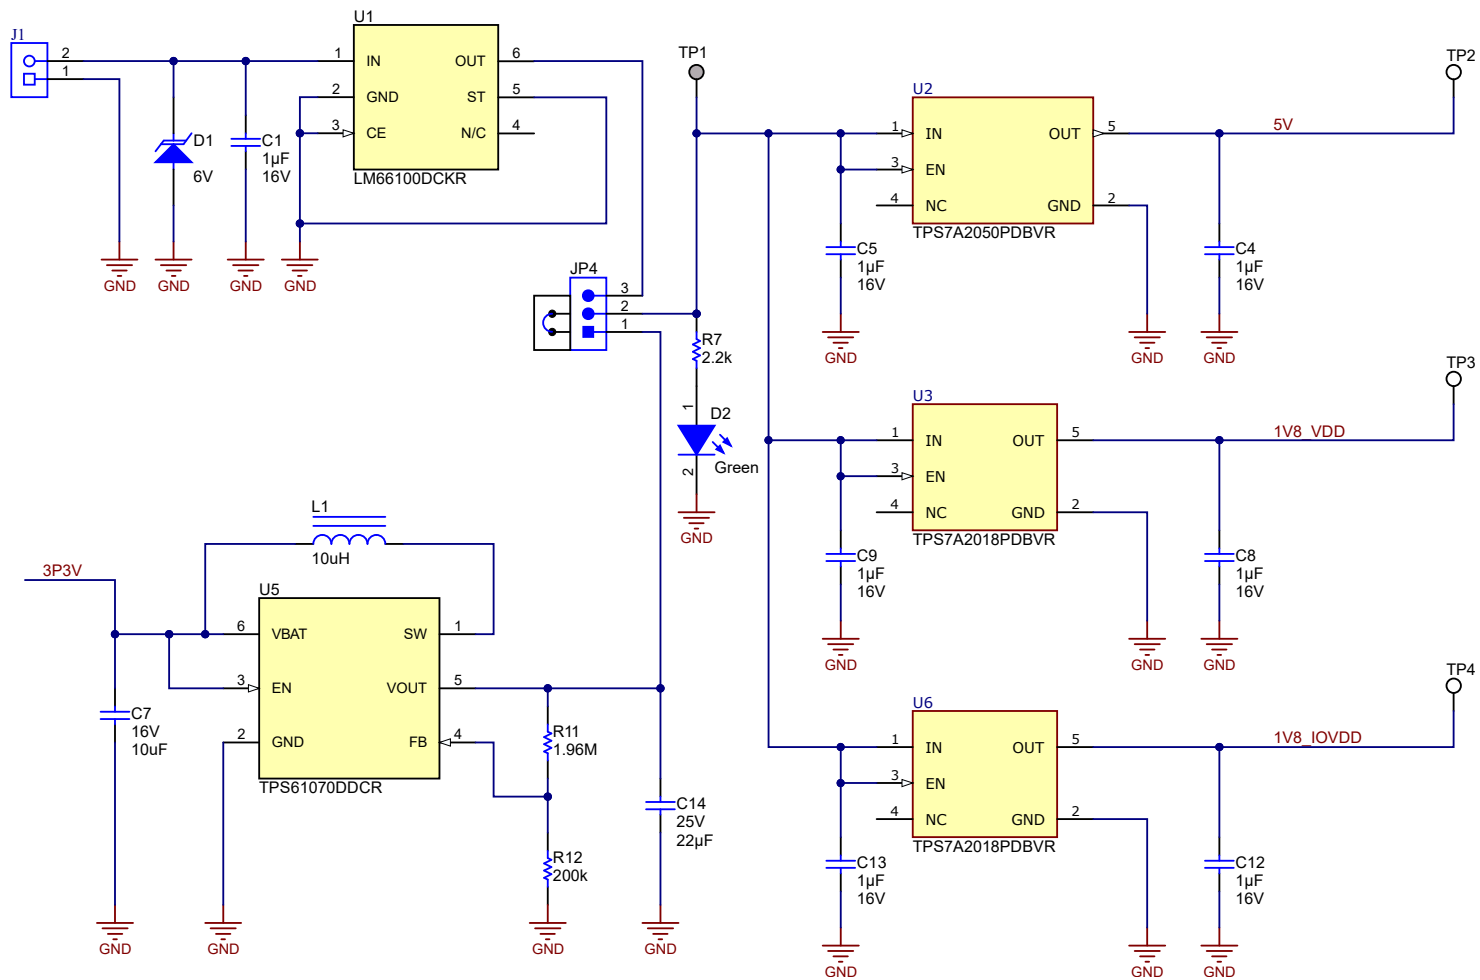 J1
2
1
GND
D1
6V
GND
C1
1µF
16V
GND
U1
1
IN
OUT
6
2
GND
ST
5
3
CE
N/C
4
LM66100DCKR
GND
JP4
3
2
1
TP1
R7
2.2k
1
D2
2
Green
GND
U2
1
IN
OUT
5
3
EN
4
NC
GND
2
TPS7A2050PDBVR
5V
TP2
C5
1µF
16V
GND
GND
C4
1µF
16V
GND
U3
1
IN
OUT
5
3
EN
4
NC
GND
2
TPS7A2018PDBVR
1V8_VDD
TP3
C9
1µF
16V
GND
GND
C8
1µF
16V
GND
L1
10uH
3P3V
U5
6
VBAT
SW
1
3
EN
VOUT
5
2
GND
FB
4
TPS61070DDCR
C7
16V
10uF
GND
GND
R11
1.96M
R12
200k
GND
C14
25V
22µF
GND
U6
1
IN
OUT
5
3
EN
4
NC
GND
2
TPS7A2018PDBVR
1V8_IOVDD
TP4
C13
1µF
16V
GND
GND
C12
1µF
16V
GND